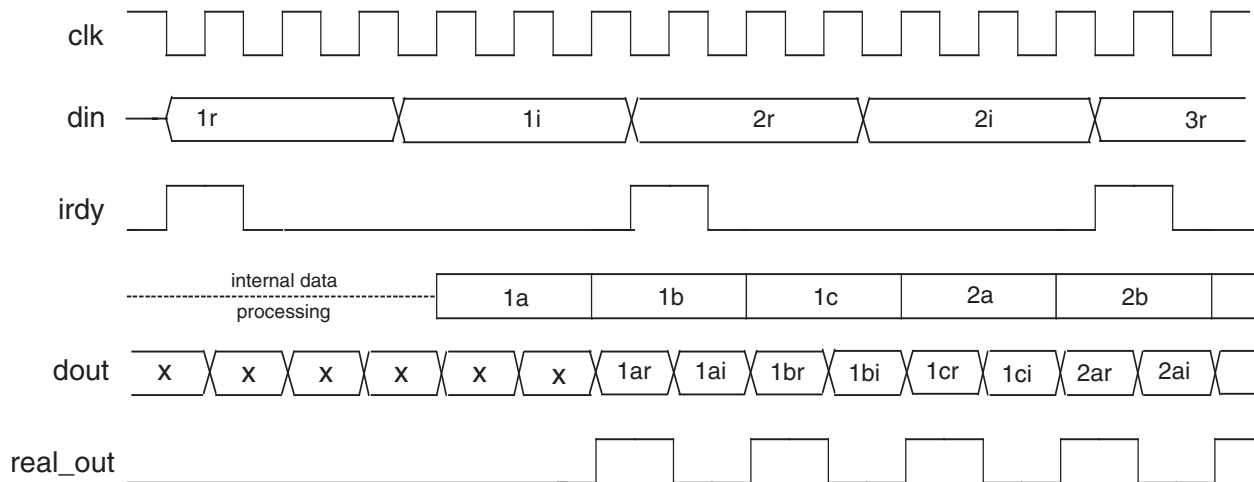 clk
din 1r 1i 2r 2i 3r
irdy
internal data
processing
1a 1b 1c 2a 2b
dout x x x x x x 1ar 1ai 1br 1bi 1cr 1ci 2ar 2ai
real_out